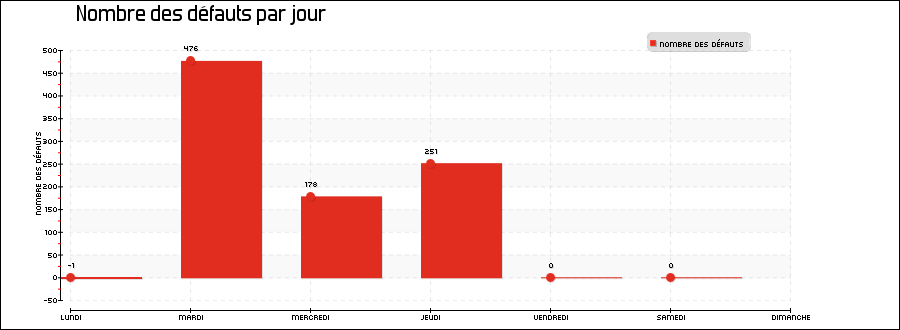 Nombre des défauts par jour
NOMBRE DES DÉFAUTS
NOMBRE DES DÉFAUTS
500
450
400
350
300
250
200
150
100
50
0
-50
-1
476
178
251
0
0
LUNDI
MARDI
MERCREDI
JEUDI
VENDREDI
SAMEDI
DIMANCHE